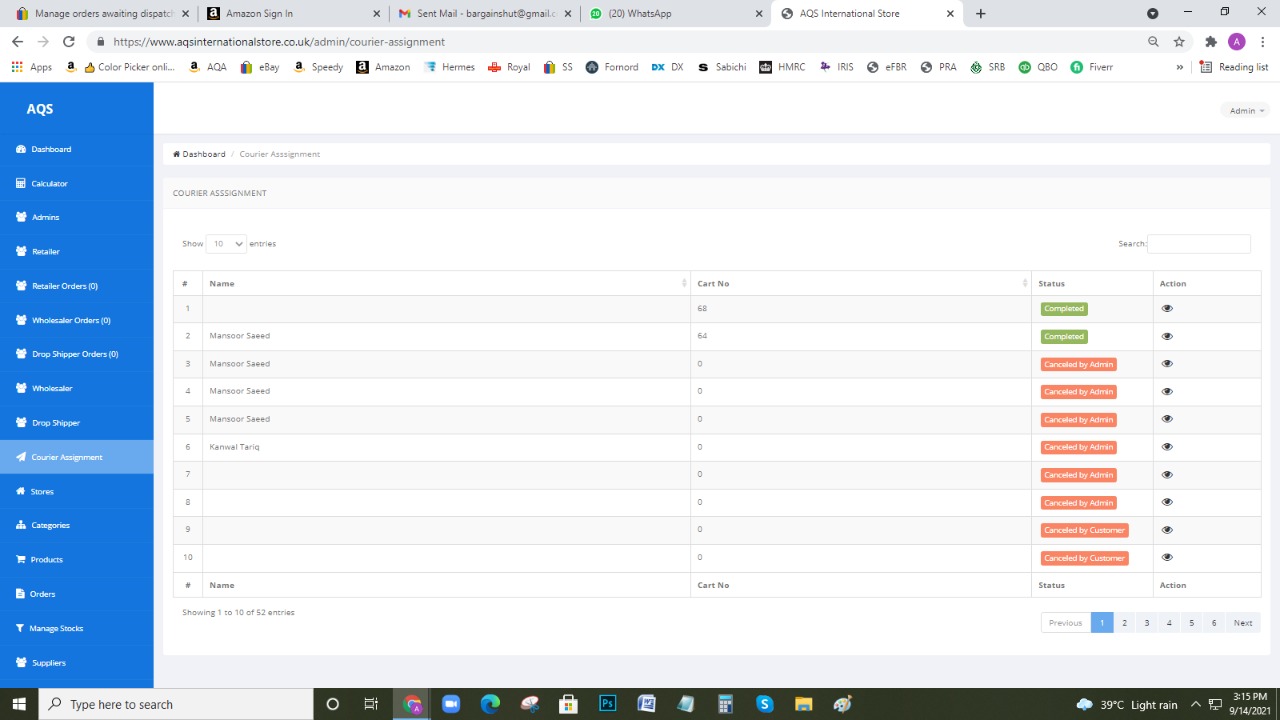 Manage orders awaiting dispatch
Amazon Sign In
Sent Mail - bargainshut@gmail.c
(20) WhatsApp
AQS International Store
https://www.aqsinternationalstore.co.uk/admin/courier-assignment
A
Apps
Color Picker onli...
AQA
eBay
Speedy
Amazon
Hermes
Royal
SS
Fornord
DX
Sabichi
HMRC
IRIS
eFBR
PRA
SRB
QBO
Fiverr
»
Reading list
AQS
Admin
Dashboard
Calculator
Admins
Retailer
Retailer Orders (0)
Wholesaler Orders (0)
Drop Shipper Orders (0)
Wholesaler
Drop Shipper
Courier Assignment
Stores
Categories
Products
Orders
Manage Stocks
Suppliers
Dashboard / Courier Asssignment
COURIER ASSSIGNMENT
Show 10 entries
Search:
# Name Cart No Status Action
1 68 Completed
2 Mansoor Saeed 64 Completed
3 Mansoor Saeed 0 Canceled by Admin
4 Mansoor Saeed 0 Canceled by Admin
5 Mansoor Saeed 0 Canceled by Admin
6 Kanwal Tariq 0 Canceled by Admin
7 0 Canceled by Admin
8 0 Canceled by Admin
9 0 Canceled by Customer
10 0 Canceled by Customer
# Name Cart No Status Action
Showing 1 to 10 of 52 entries
Previous 1 2 3 4 5 6 Next
Type here to search
39°C Light rain
3:15 PM
9/14/2021